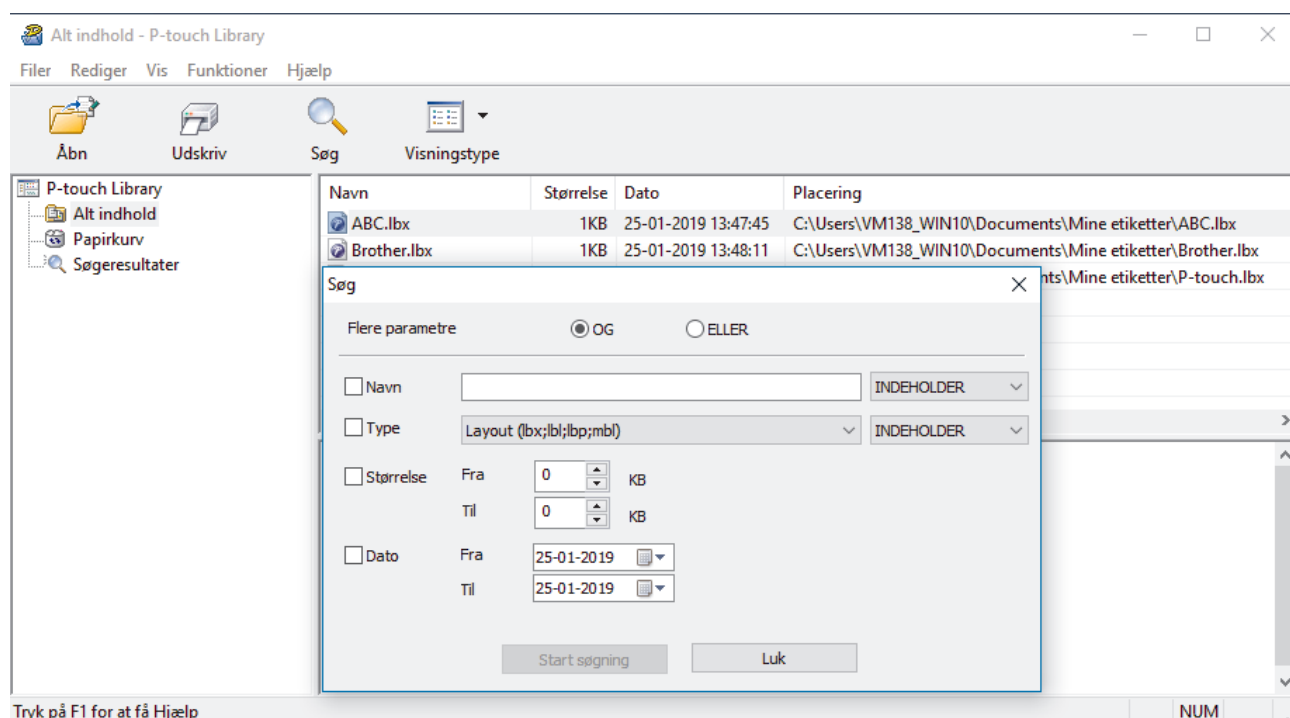 Alt indhold - P-touch Library
Filer Rediger Vis Funktioner Hjælp
Åbn Udskriv Søg Visningstype
P-touch Library
Alt indhold
Papirkurv
Søgeresultater
Navn Størrelse Dato Placering
ABC.lbx 1KB 25-01-2019 13:47:45 C:\Users\VM138_WIN10\Documents\Mine etiketter\ABC.lbx
Brother.lbx 1KB 25-01-2019 13:48:11 C:\Users\VM138_WIN10\Documents\Mine etiketter\Brother.lbx
nts\Mine etiketter\P-touch.lbx
Søg
Flere parametre OG ELLER
Navn INDEHOLDER
Type Layout (lbx;lbl;lbp;mbl) INDEHOLDER
Størrelse Fra 0 KB
Til 0 KB
Dato Fra 25-01-2019
Til 25-01-2019
Start søgning Luk
Tryk på F1 for at få Hjælp NUM